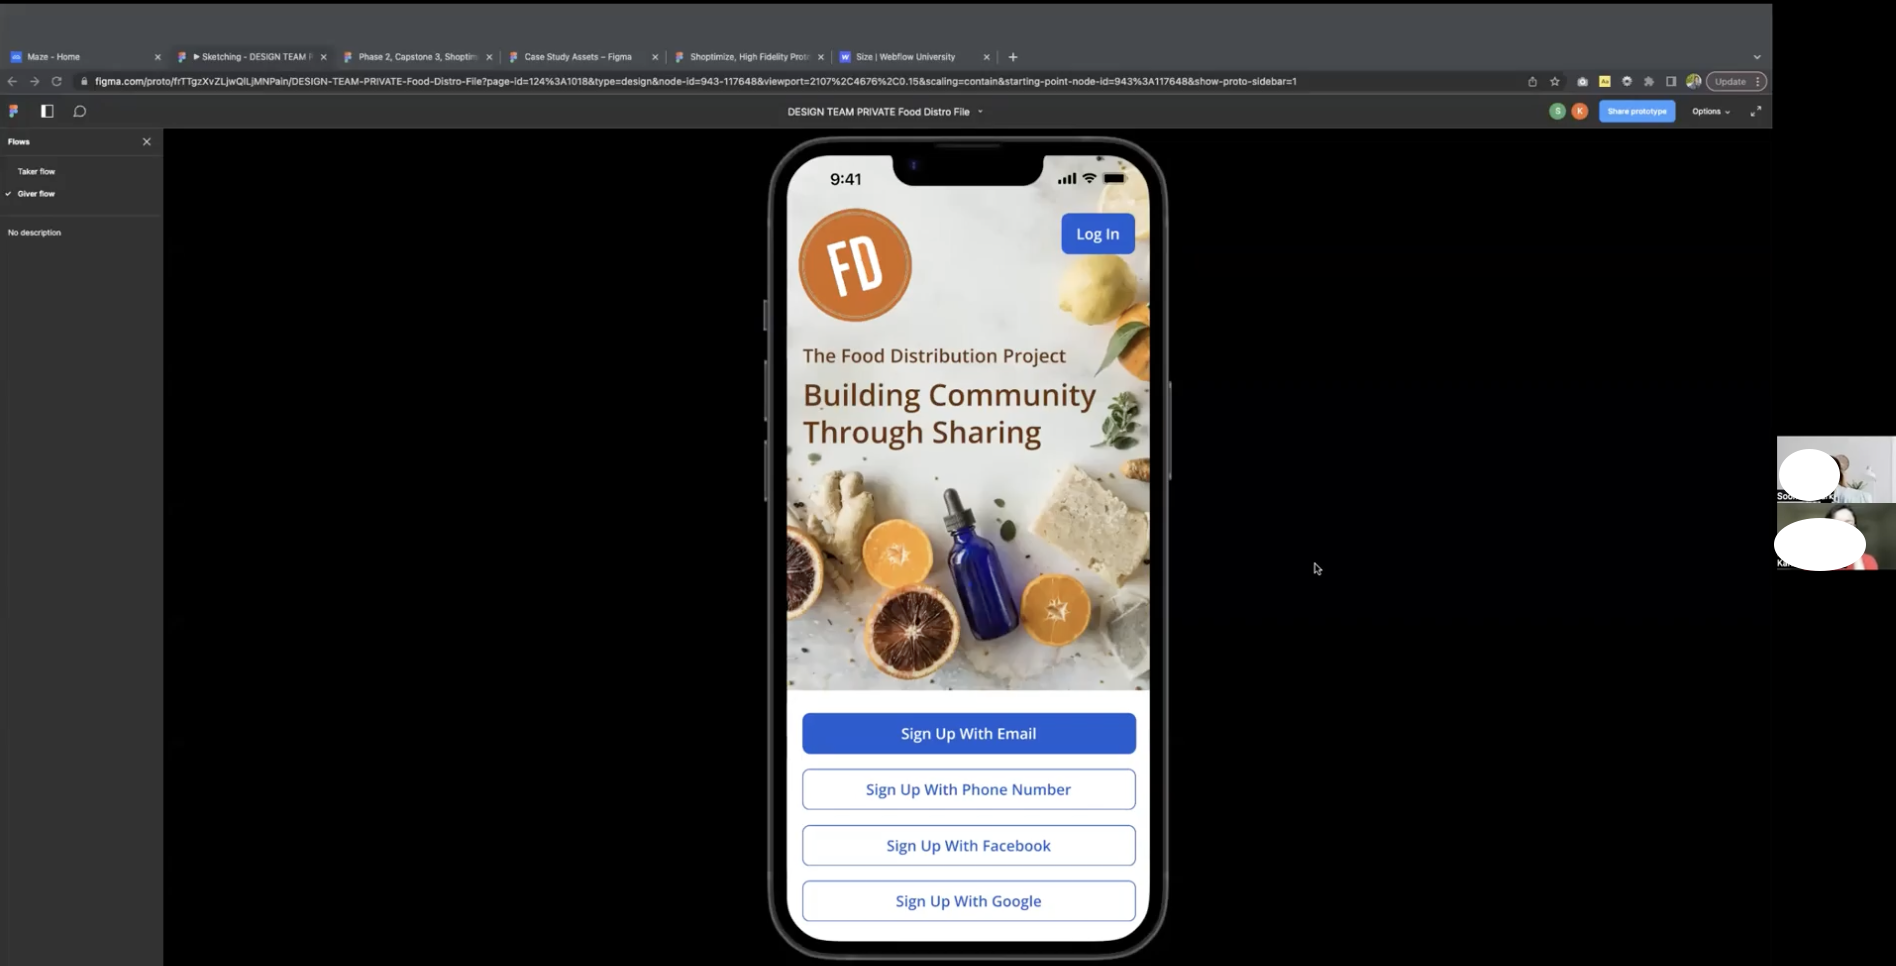 Maze - Home
Sketching - DESIGN TEAM
Phase 2, Capstone 3, Shoptim
Case Study Assets – Figma
Shoptimize, High Fidelity Prot
Size | Webflow University
figma.com/proto/frTTgzXvZLjwQlLjMNPain/DESIGN-TEAM-PRIVATE-Food-Distro-File?page-id=124%3A1018&type=design&node-id=943-117648&viewport=2107%2C4676%2C0.15&scaling=contain&starting-point-node-id=943%3A117648&show-proto-sidebar=1
Update
DESIGN TEAM PRIVATE Food Distro File
S
K
Share prototype
Options
Flows
Taker flow
Giver flow
No description
9:41
FD
Log In
The Food Distribution Project
Building Community
Through Sharing
Sign Up With Email
Sign Up With Phone Number
Sign Up With Facebook
Sign Up With Google